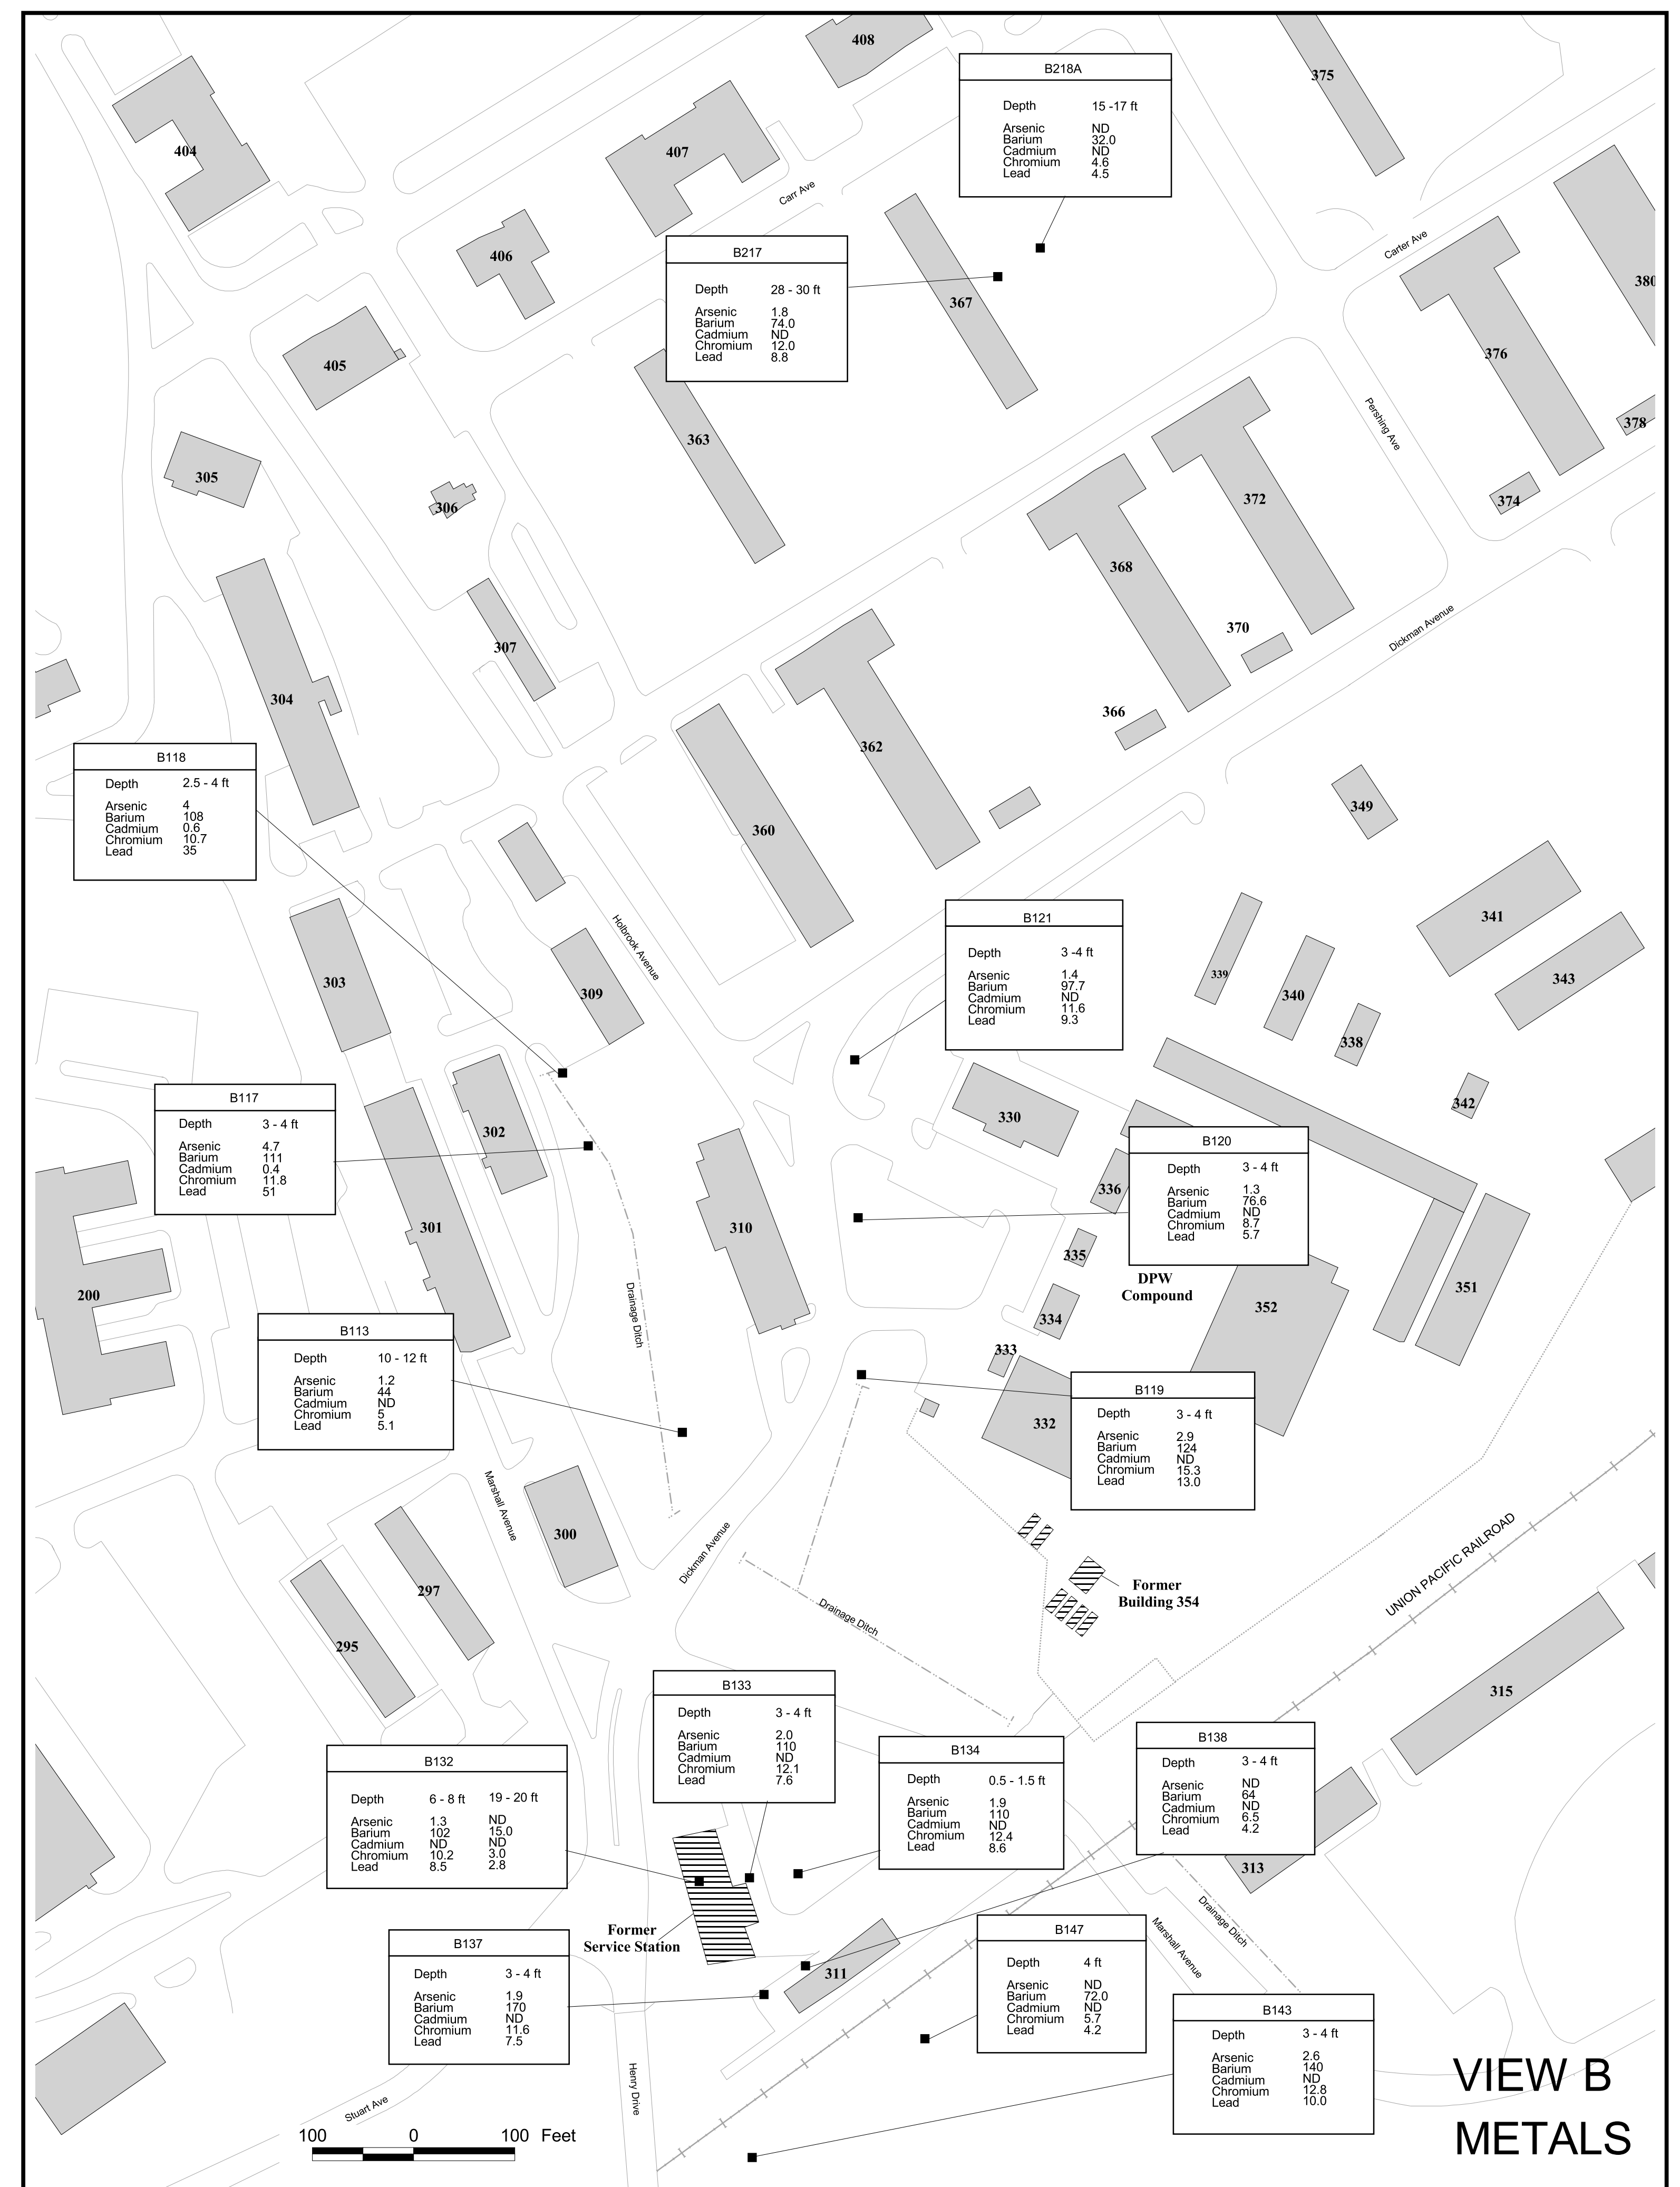 408
375
404
407
B218A
Depth 15 -17 ft
Arsenic ND
Barium 32.0
Cadmium ND
Chromium 4.6
Lead 4.5
Carr Ave
406
Carter Ave
380
B217
Depth 28 - 30 ft
Arsenic 1.8
Barium 74.0
Cadmium ND
Chromium 12.0
Lead 8.8
367
376
405
363
Pershing Ave
378
305
306
372
374
368
370
Dickman Avenue
307
304
366
362
B118
Depth 2.5 - 4 ft
Arsenic 4
Barium 108
Cadmium 0.6
Chromium 10.7
Lead 35
349
360
Holbrook Avenue
341
343
B121
Depth 3 -4 ft
Arsenic 1.4
Barium 97.7
Cadmium ND
Chromium 11.6
Lead 9.3
339
340
338
303
309
342
330
302
336
B117
Depth 3 - 4 ft
Arsenic 4.7
Barium 111
Cadmium 0.4
Chromium 11.8
Lead 51
B120
Depth 3 - 4 ft
Arsenic 1.3
Barium 76.6
Cadmium ND
Chromium 8.7
Lead 5.7
301
310
335
DPW
Compound
351
352
200
334
333
Drainage Ditch
B113
Depth 10 - 12 ft
Arsenic 1.2
Barium 44
Cadmium ND
Chromium 5
Lead 5.1
332
B119
Depth 3 - 4 ft
Arsenic 2.9
Barium 124
Cadmium ND
Chromium 15.3
Lead 13.0
Marshall Avenue
300
Dickman Avenue
UNION PACIFIC RAILROAD
Former
Building 354
297
295
Drainage Ditch
315
B133
Depth 3 - 4 ft
Arsenic 2.0
Barium 110
Cadmium ND
Chromium 12.1
Lead 7.6
B132
Depth 6 - 8 ft 19 - 20 ft
Arsenic 1.3 ND
Barium 102 15.0
Cadmium ND ND
Chromium 10.2 3.0
Lead 8.5 2.8
B134
Depth 0.5 - 1.5 ft
Arsenic 1.9
Barium 110
Cadmium ND
Chromium 12.4
Lead 8.6
B138
Depth 3 - 4 ft
Arsenic ND
Barium 64
Cadmium ND
Chromium 6.5
Lead 4.2
313
Drainage Ditch
Marshall Avenue
Former
Service Station
311
B137
Depth 3 - 4 ft
Arsenic 1.9
Barium 170
Cadmium ND
Chromium 11.6
Lead 7.5
B147
Depth 4 ft
Arsenic ND
Barium 72.0
Cadmium ND
Chromium 5.7
Lead 4.2
B143
Depth 3 - 4 ft
Arsenic 2.6
Barium 140
Cadmium ND
Chromium 12.8
Lead 10.0
Henry Drive
Stuart Ave
100 0 100 Feet
VIEW B
METALS